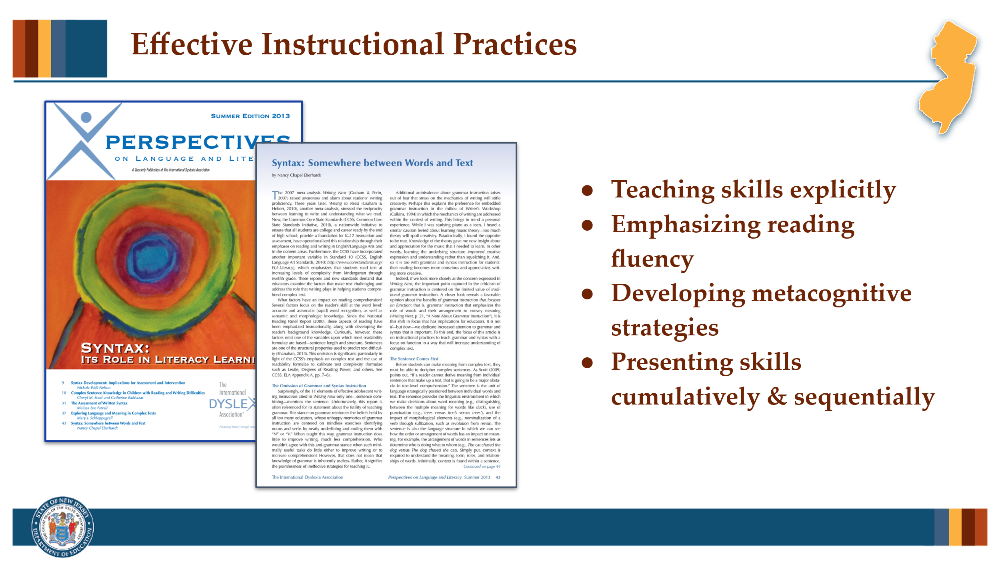 Effective Instructional Practices
SUMMER EDITION 2013
PERSPECTIVES
ON LANGUAGE AND LITE
A Quarterly Publication of The International Dyslexia Association
SYNTAX:
ITS ROLE IN LITERACY LEARNI
9 Syntax Development: Implications for Assessment and Intervention
Nickola Wolf Nelson
18 Complex Sentence Knowledge in Children with Reading and Writing Difficulties
Cheryl M. Scott and Catherine Balthazar
31 The Assessment of Written Syntax
Melissa Lee Farrall
37 Exploring Language and Meaning in Complex Texts
Mary J. Schleppegrell
43 Syntax: Somewhere between Words and Text
Nancy Chapel Eberhardt
The
International
DYSLEX
Association®
Promoting literacy through
Syntax: Somewhere between Words and Text
by Nancy Chapel Eberhardt
The 2007 meta-analysis Writing Next (Graham & Perin,
2007) raised awareness and alarm about students' writing
proficiency. Three years later, Writing to Read (Graham &
Hebert, 2010), another meta-analysis, stressed the reciprocity
between learning to write and understanding what we read.
Now, the Common Core State Standards (CCSS; Common Core
State Standards Initiative, 2010), a nationwide initiative to
ensure that all students are college and career ready by the end
of high school, provide a foundation for K–12 instruction and
assessment, have operationalized this relationship through their
emphases on reading and writing in English/Language Arts and
in the content areas. Furthermore, the CCSS have incorporated
another important variable in Standard 10 (CCSS, English
Language Art Standards, 2010; http://www.corestandards.org/
ELA-Literacy), which emphasizes that students read text at
increasing levels of complexity from kindergarten through
twelfth grade. These reports and new standards demand that
educators examine the factors that make text challenging and
address the role that writing plays in helping students compre-
hend complex text.
What factors have an impact on reading comprehension?
Several factors focus on the reader's skill at the word level:
accurate and automatic (rapid) word recognition, as well as
semantic and morphologic knowledge. Since the National
Reading Panel Report (2000), these aspects of reading have
been emphasized instructionally, along with developing the
reader's background knowledge. Curiously, however, these
factors omit one of the variables upon which most readability
formulae are based—sentence length and structure. Sentences
are one of the structural properties used to predict text difficul-
ty (Shanahan, 2013). This omission is significant, particularly in
light of the CCSS's emphasis on complex text and the use of
readability formulae to calibrate text complexity (formulae
such as Lexile, Degrees of Reading Power, and others. See
CCSS, ELA Appendix A, pp. 7–8).
The Omission of Grammar and Syntax Instruction
Surprisingly, of the 11 elements of effective adolescent writ-
ing instruction cited in Writing Next only one—sentence com-
bining—mentions the sentence. Unfortunately, this report is
often referenced for its statement about the futility of teaching
grammar. This stance on grammar reinforces the beliefs held by
all too many educators, whose unhappy memories of grammar
instruction are centered on mindless exercises identifying
nouns and verbs by neatly underlining and coding them with
“N” or “V.” When taught this way, grammar instruction does
little to improve writing, much less comprehension. Who
wouldn't agree with this anti-grammar stance when such mini-
mally useful tasks do little either to improve writing or to
increase comprehension? However, that does not mean that
knowledge of grammar is inherently useless. Rather, it signifies
the pointlessness of ineffective strategies for teaching it.
Additional ambivalence about grammar instruction arises
out of fear that stress on the mechanics of writing will stifle
creativity. Perhaps this explains the preference for embedded
grammar instruction in the milieu of Writer's Workshop
(Calkins, 1994) in which the mechanics of writing are addressed
within the context of writing. This brings to mind a personal
experience. While I was studying piano as a teen, I heard a
similar caution levied about learning music theory—too much
theory will spoil creativity. Paradoxically, I found the opposite
to be true. Knowledge of the theory gave me new insight about
and appreciation for the music that I needed to learn. In other
words, learning the underlying structure improved creative
expression and understanding rather than squelching it. And,
so it is too with grammar and syntax instruction for students:
their reading becomes more conscious and appreciative, writ-
ing more creative.
Indeed, if we look more closely at the concern expressed in
Writing Next, the important point captured in the criticism of
grammar instruction is centered on the limited value of tradi-
tional grammar instruction. A closer look reveals a favorable
opinion about the benefits of grammar instruction that focuses
on function: that is, grammar instruction that emphasizes the
role of words and their arrangement to convey meaning
(Writing Next, p. 21, “A Note About Grammar Instruction”). It is
this shift in focus that has implications for educators. It is not
if—but how—we dedicate increased attention to grammar and
syntax that is important. To this end, the focus of this article is
on instructional practices to teach grammar and syntax with a
focus on function in a way that will increase understanding of
complex text.
The Sentence Comes First
Before students can make meaning from complex text, they
must be able to decipher complex sentences. As Scott (2009)
points out, “If a reader cannot derive meaning from individual
sentences that make up a text, that is going to be a major obsta-
cle in text-level comprehension.” The sentence is the unit of
language strategically positioned between individual words and
text. The sentence provides the linguistic environment in which
we make decisions about word meaning (e.g., distinguishing
between the multiple meaning for words like duck), use of
punctuation (e.g., trees versus tree's versus trees'), and the
impact of morphological elements (e.g., nominalization of a
verb through suffixation, such as revolution from revolt). The
sentence is also the language structure in which we can see
how the order or arrangement of words has an impact on mean-
ing. For example, the arrangement of words in sentences lets us
determine who is doing what to whom (e.g., The cat chased the
dog versus The dog chased the cat). Simply put, context is
required to understand the meaning, form, roles, and relation-
ships of words. Minimally, context is found within a sentence.
Continued on page 44
The International Dyslexia Association
Perspectives on Language and Literacy Summer 2013 43
● Teaching skills explicitly
● Emphasizing reading
fluency
● Developing metacognitive
strategies
● Presenting skills
cumulatively & sequentially
STATE OF NEW JERSEY
DEPARTMENT OF EDUCATION
THE GREAT SEAL OF THE STATE OF NEW JERSEY